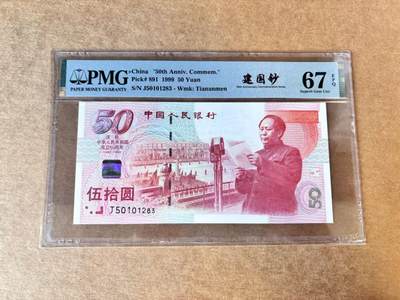 PMG
PAPER MONEY GUARANTY
China "50th Anniv. Commem."
Pick# 891 1999 50 Yuan
S/N J50101283 - Wmk: Tiananmen
建国钞
67
EPQ
Superb Gem Unc
50
中国人民银行
伍拾圆
J50101283
50